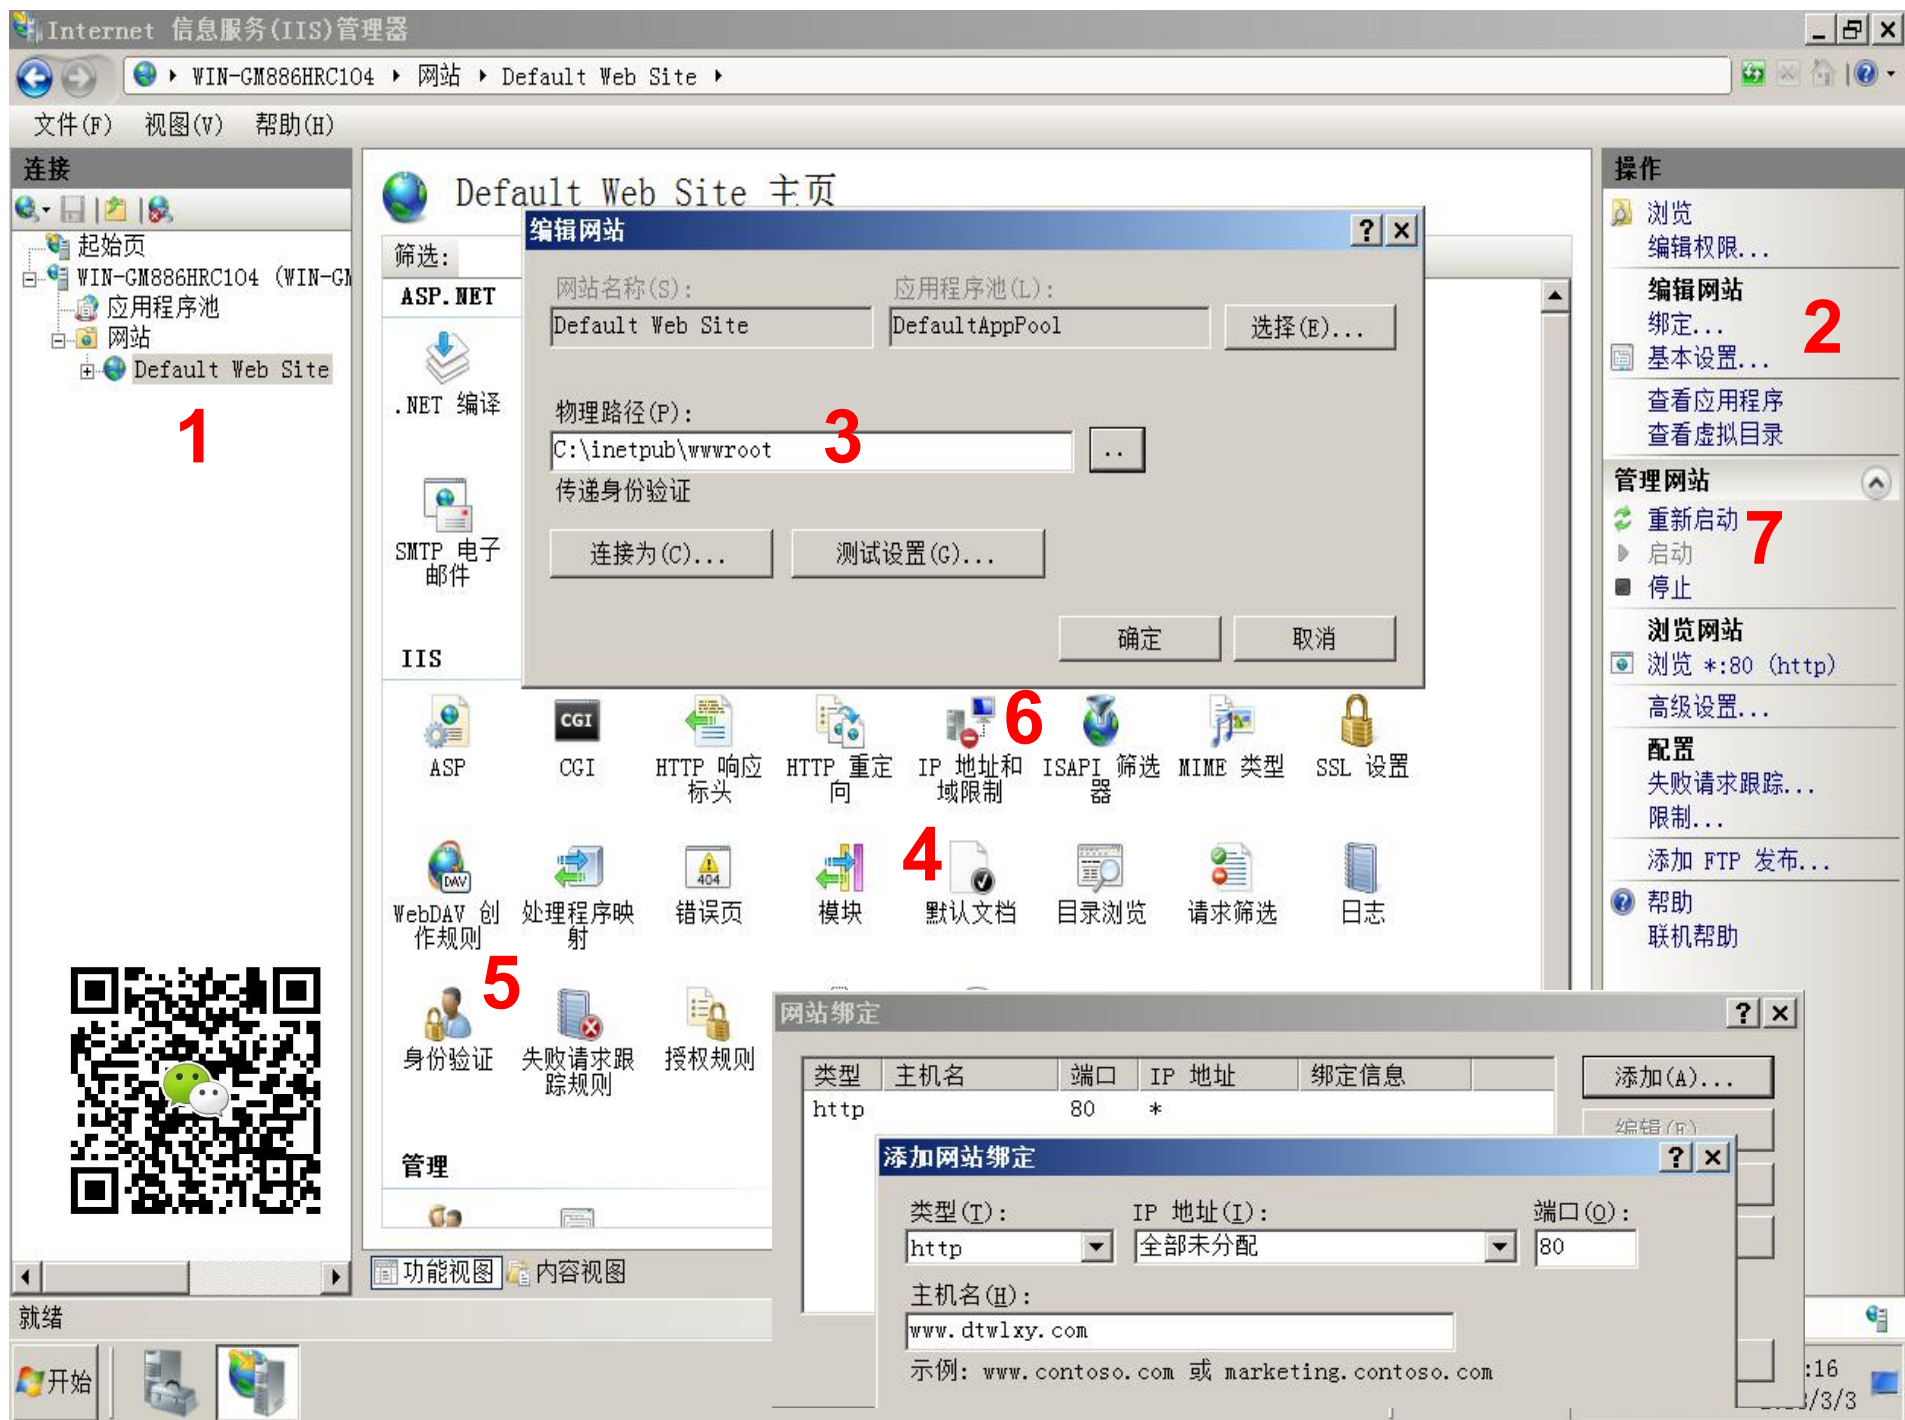 Internet 信息服务(IIS)管理器
WIN-GM886HRC104 网站 Default Web Site
文件(F) 视图(V) 帮助(H)
连接
起始页
WIN-GM886HRC104 (WIN-GM
应用程序池
网站
Default Web Site
1
Default Web Site 主页
筛选:
ASP.NET
.NET 编译
SMTP 电子
邮件
IIS
ASP
CGI
HTTP 响应
标头
HTTP 重定
向
IP 地址和
域限制
6
ISAPI 筛选
器
MIME 类型
SSL 设置
WebDAV 创
作规则
处理程序映
射
404
错误页
模块
4
默认文档
目录浏览
请求筛选
日志
5
身份验证
失败请求跟
踪规则
授权规则
管理
功能视图
内容视图
编辑网站
网站名称(S):
应用程序池(L):
Default Web Site
DefaultAppPool
选择(E)...
物理路径(P):
3
C:\inetpub\wwwroot
..
传递身份验证
连接为(C)...
测试设置(G)...
确定
取消
操作
浏览
编辑权限...
编辑网站
绑定...
2
基本设置...
查看应用程序
查看虚拟目录
管理网站
重新启动
7
启动
停止
浏览网站
浏览 *:80 (http)
高级设置...
配置
失败请求跟踪...
限制...
添加 FTP 发布...
帮助
联机帮助
网站绑定
类型 主机名 端口 IP 地址 绑定信息
http 80 *
添加(A)...
编辑(E)
添加网站绑定
类型(T):
IP 地址(I):
端口(O):
http
全部未分配
80
主机名(H):
www.dtwlxy.com
示例: www.contoso.com 或 marketing.contoso.com
就绪
开始
:16
/3/3
CGI
DAV